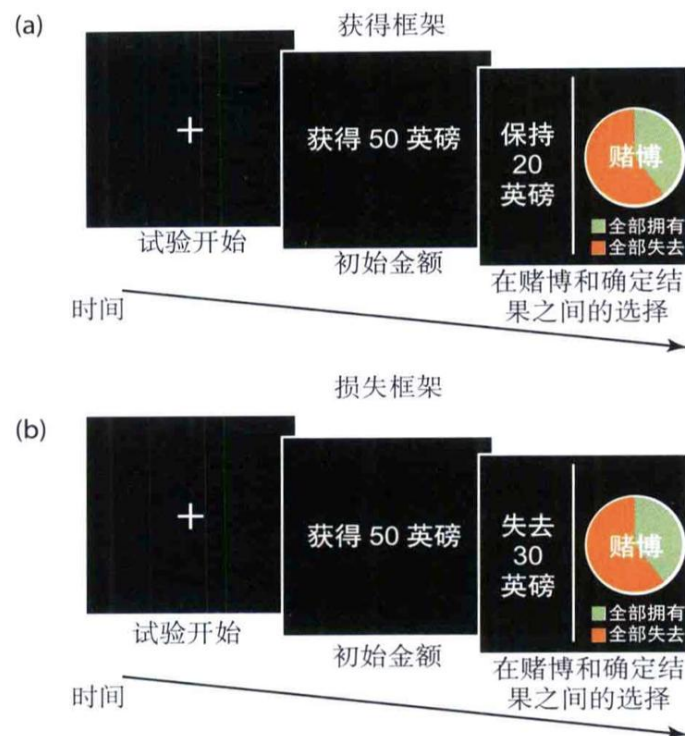 (a)
获得框架
+
获得 50 英磅
保持
20
英磅
赌博
全部拥有
全部失去
试验开始
初始金额
在赌博和确定结
果之间的选择
时间
损失框架
(b)
+
获得 50 英磅
失去
30
英磅
赌博
全部拥有
全部失去
试验开始
初始金额
在赌博和确定结
果之间的选择
时间